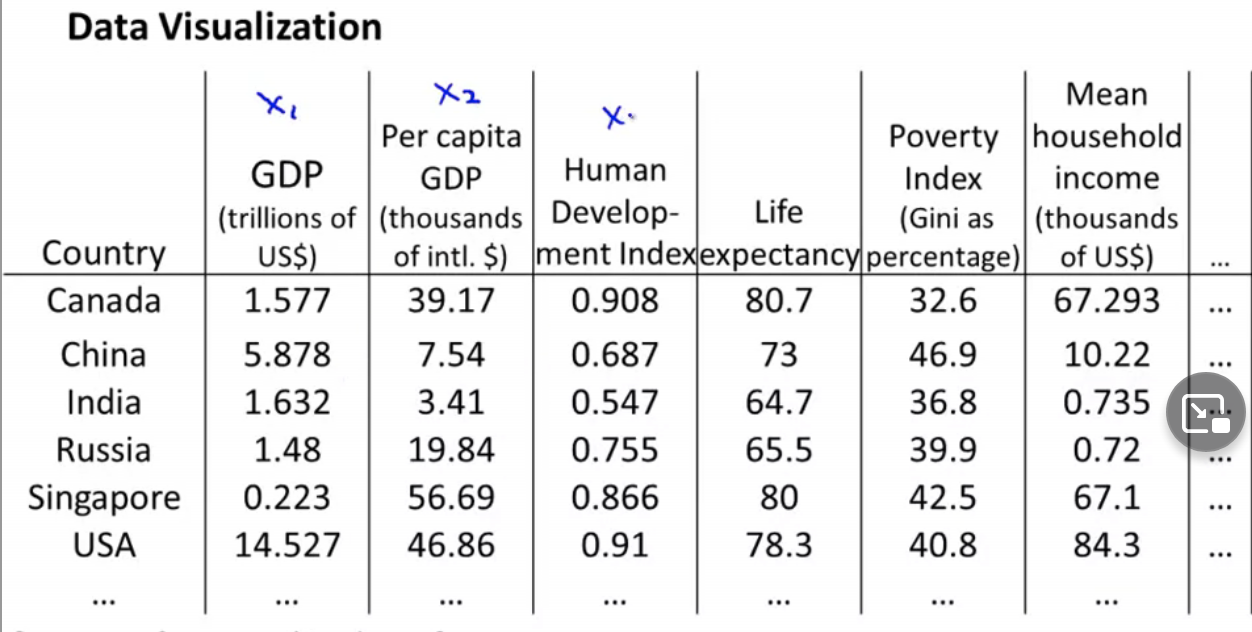 Data Visualization
x₁ x₂ x
Mean
Per capita Poverty household
GDP GDP Human Index income
(trillions of (thousands Develop- Life (Gini as (thousands
Country US$) of intl. $) ment Index expectancy percentage) of US$) ...
Canada 1.577 39.17 0.908 80.7 32.6 67.293 ...
China 5.878 7.54 0.687 73 46.9 10.22 ...
India 1.632 3.41 0.547 64.7 36.8 0.735 ...
Russia 1.48 19.84 0.755 65.5 39.9 0.72 ...
Singapore 0.223 56.69 0.866 80 42.5 67.1 ...
USA 14.527 46.86 0.91 78.3 40.8 84.3 ...
... ... ... ... ... ... ...